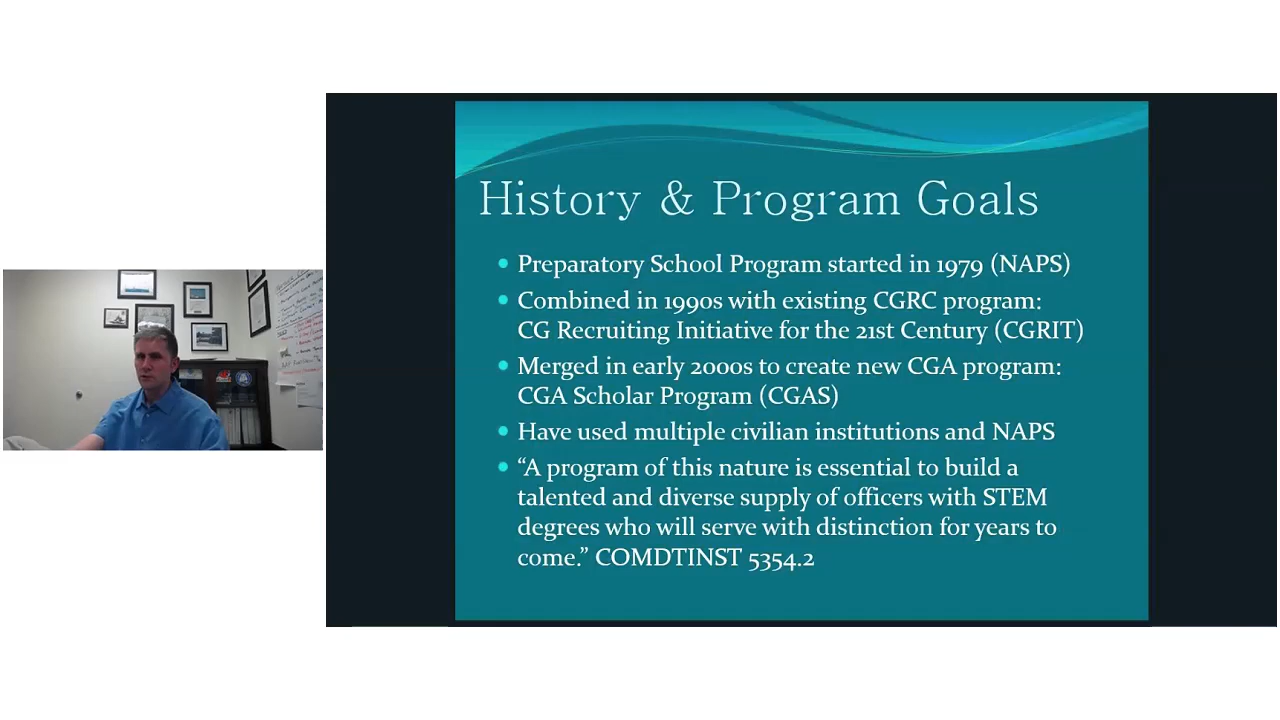 History & Program Goals
• Preparatory School Program started in 1979 (NAPS)
• Combined in 1990s with existing CGRC program:
CG Recruiting Initiative for the 21st Century (CGRIT)
• Merged in early 2000s to create new CGA program:
CGA Scholar Program (CGAS)
• Have used multiple civilian institutions and NAPS
• “A program of this nature is essential to build a
talented and diverse supply of officers with STEM
degrees who will serve with distinction for years to
come.” COMDTINST 5354.2